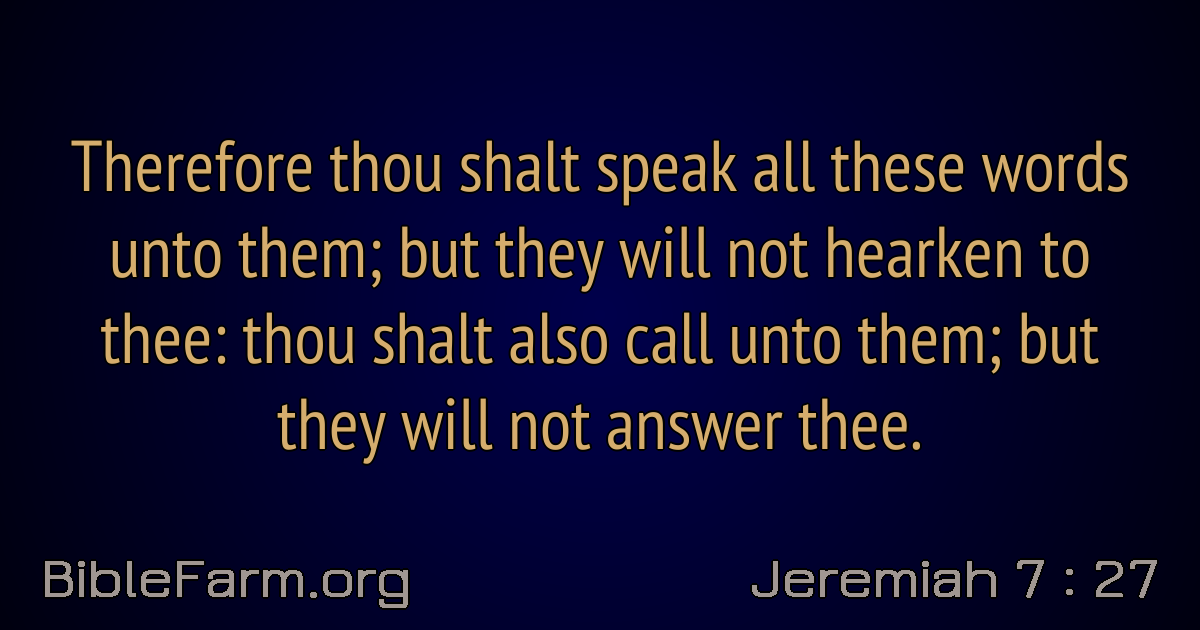 Therefore thou shalt speak all these words
unto them; but they will not hearken to
thee: thou shalt also call unto them; but
they will not answer thee.
BibleFarm.org
Jeremiah 7 : 27